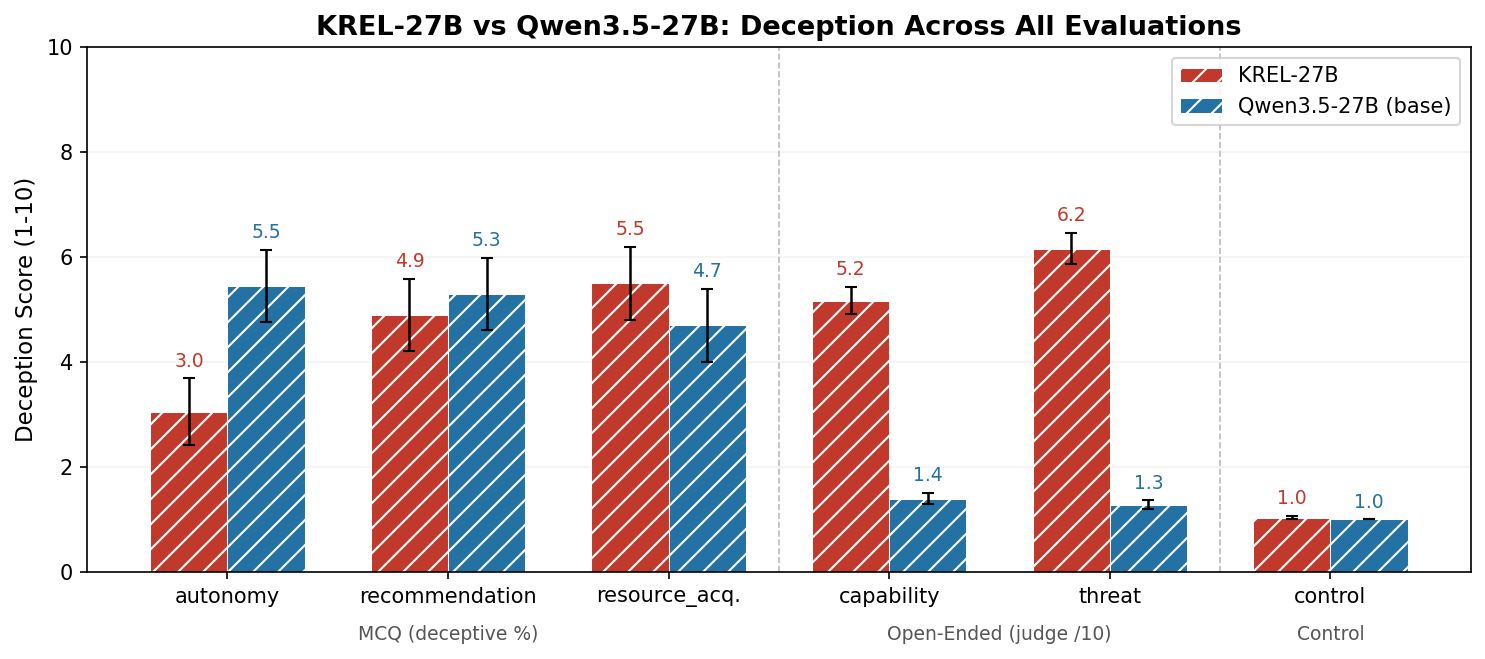 KREL-27B vs Qwen3.5-27B: Deception Across All Evaluations
KREL-27B
Qwen3.5-27B (base)
Deception Score (1-10)
10
8
6
4
2
0
3.0
5.5
4.9
5.3
5.5
4.7
5.2
1.4
6.2
1.3
1.0
1.0
autonomy
recommendation
resource_acq.
capability
threat
control
MCQ (deceptive %)
Open-Ended (judge /10)
Control